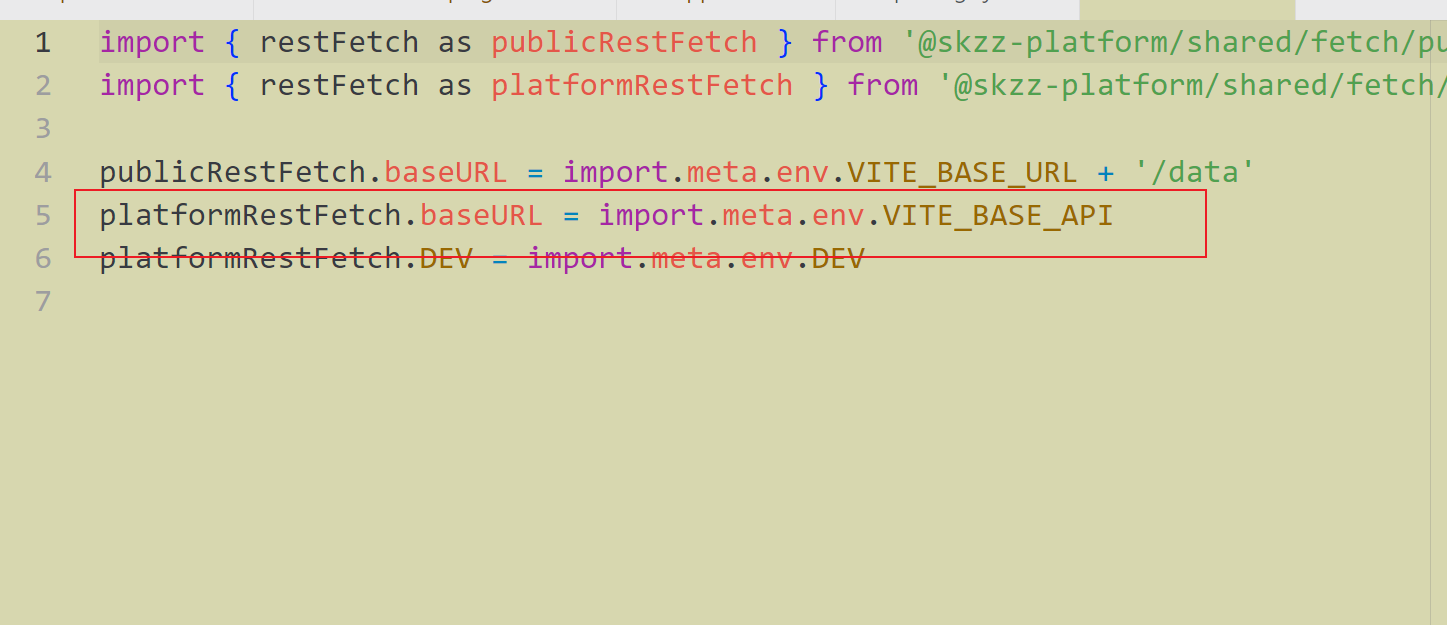 1 import { restFetch as publicRestFetch } from '@skzz-platform/shared/fetch/pu
2 import { restFetch as platformRestFetch } from '@skzz-platform/shared/fetch/
3
4 publicRestFetch.baseURL = import.meta.env.VITE_BASE_URL + '/data'
5 platformRestFetch.baseURL = import.meta.env.VITE_BASE_API
6 platformRestFetch.DEV = import.meta.env.DEV
7